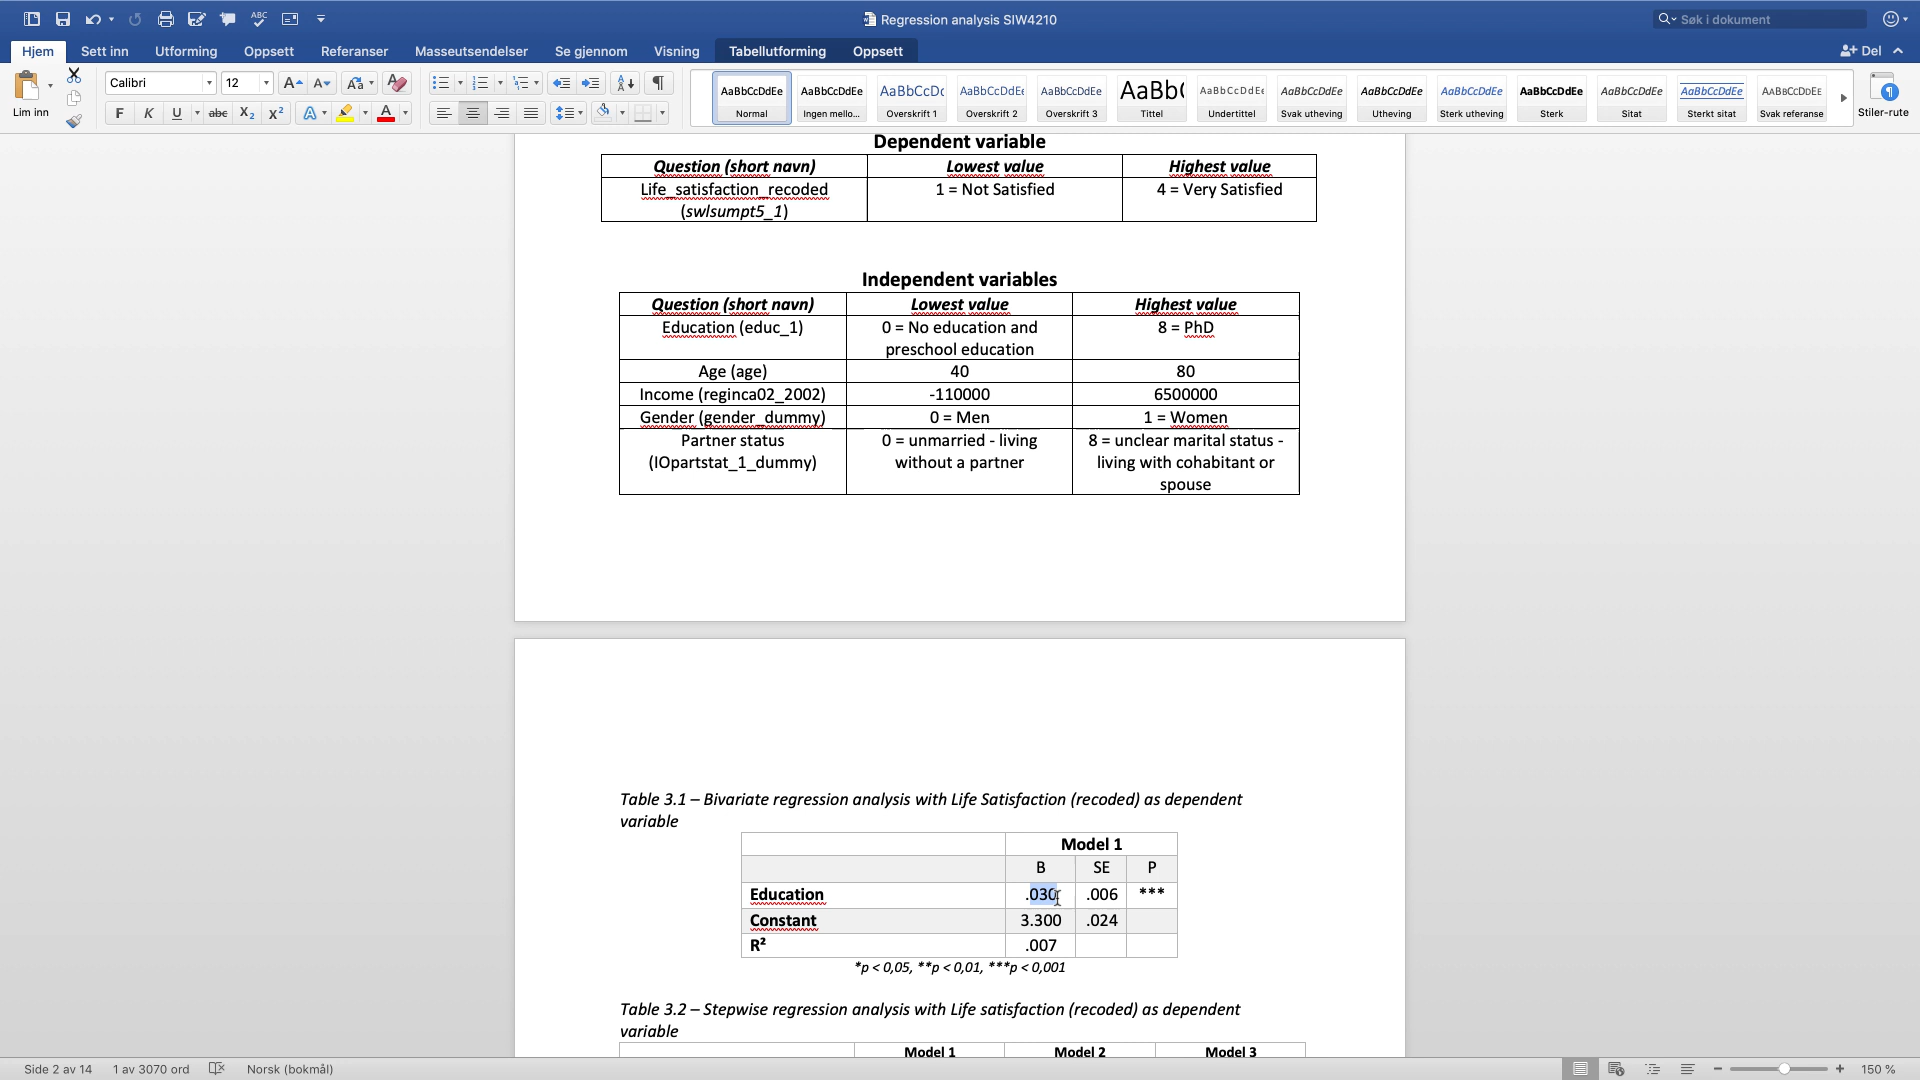 Regression analysis SIW4210
Søk i dokument
Hjem Sett inn Utforming Oppsett Referanser Masseutsendelser Se gjennom Visning Tabellutforming Oppsett Del
Lim inn
Calibri 12
F K U abc X₂ X²
AaBbCcDdEe AaBbCcDdEe AaBbCcDc AaBbCcDdEe AaBbCcDdEe AaBb( AaBbCcDdEe AaBbCcDdEe AaBbCcDdEe AaBbCcDdEe AaBbCcDdEe AaBbCcDdEe AaBbCcDdEe AaBbCcDdEe
Normal Ingen mello... Overskrift 1 Overskrift 2 Overskrift 3 Tittel Undertittel Svak utheving Utheving Sterk utheving Sterk Sitat Sterkt sitat Svak referanse Stiler-rute
Dependent variable
Question (short navn) Lowest value Highest value
Life_satisfaction_recoded 1 = Not Satisfied 4 = Very Satisfied
(swlsumpt5_1)
Independent variables
Question (short navn) Lowest value Highest value
Education (educ_1) 0 = No education and 8 = PhD
preschool education
Age (age) 40 80
Income (reginca02_2002) -110000 6500000
Gender (gender_dummy) 0 = Men 1 = Women
Partner status 0 = unmarried - living 8 = unclear marital status -
(IOpartstat_1_dummy) without a partner living with cohabitant or
spouse
Table 3.1 – Bivariate regression analysis with Life Satisfaction (recoded) as dependent
variable
Model 1
B SE P
Education .030 .006 ***
Constant 3.300 .024
R² .007
*p < 0,05, **p < 0,01, ***p < 0,001
Table 3.2 – Stepwise regression analysis with Life satisfaction (recoded) as dependent
variable
Model 1 Model 2 Model 3
Side 2 av 14 1 av 3070 ord Norsk (bokmål) 150 %